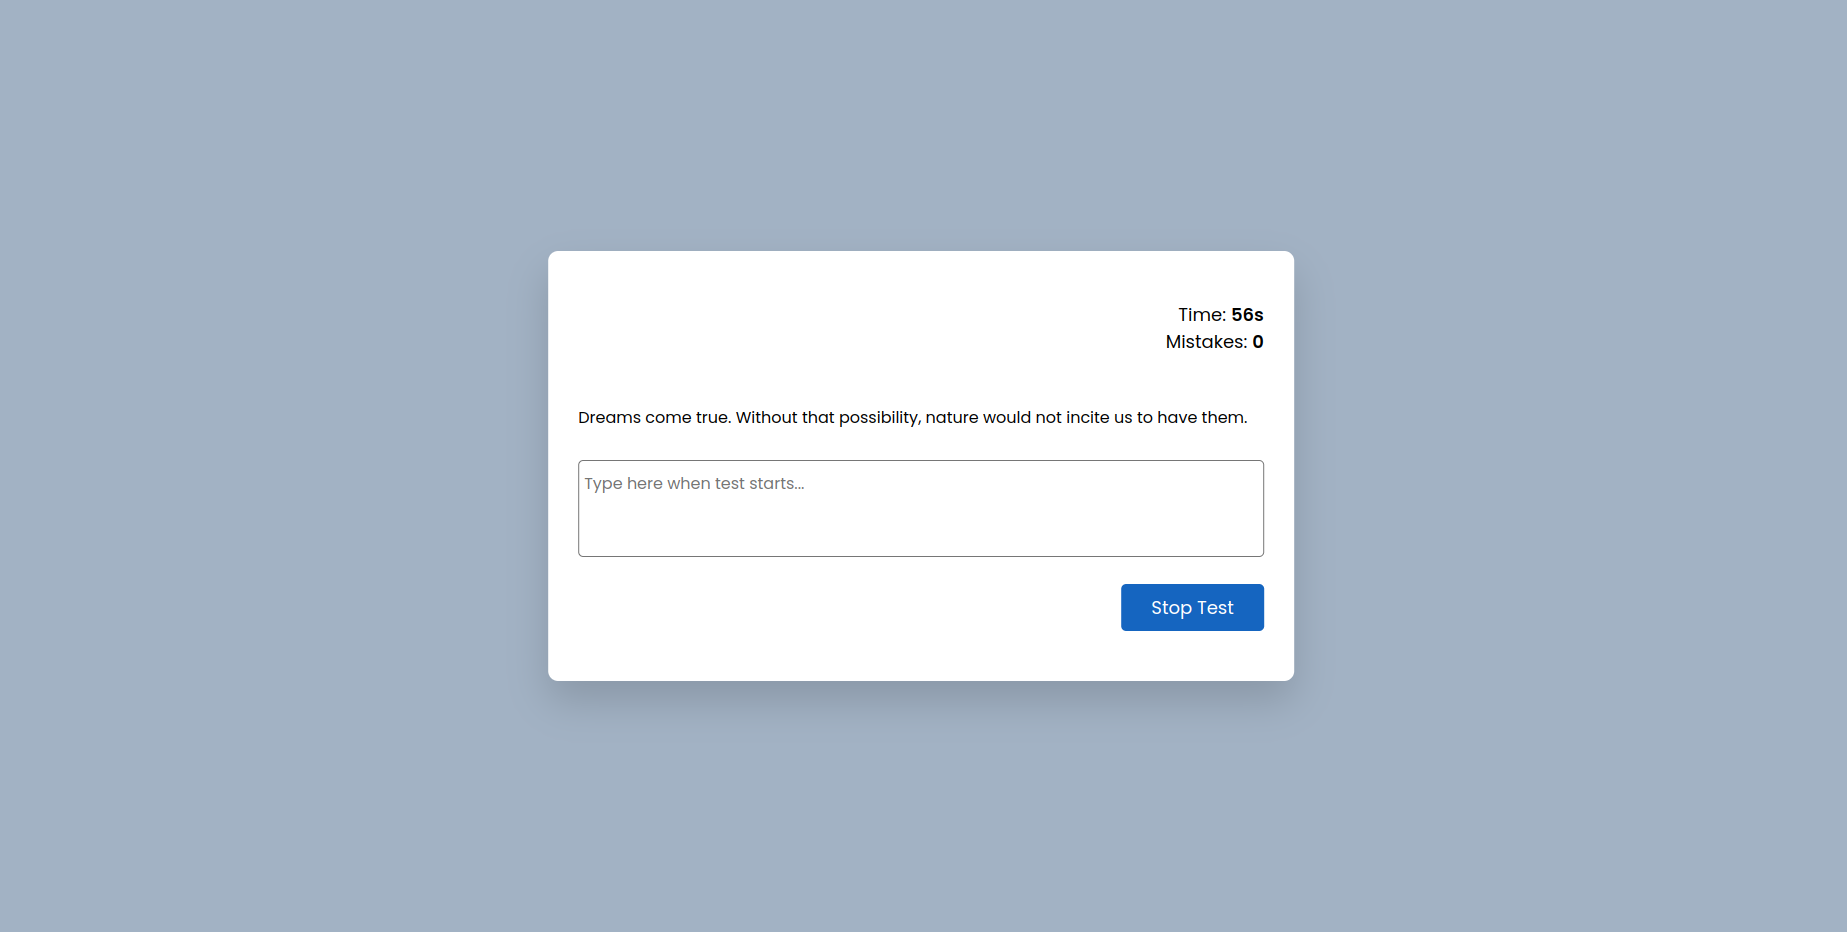 Time: 56s
Mistakes: 0
Dreams come true. Without that possibility, nature would not incite us to have them.
Type here when test starts...
Stop Test